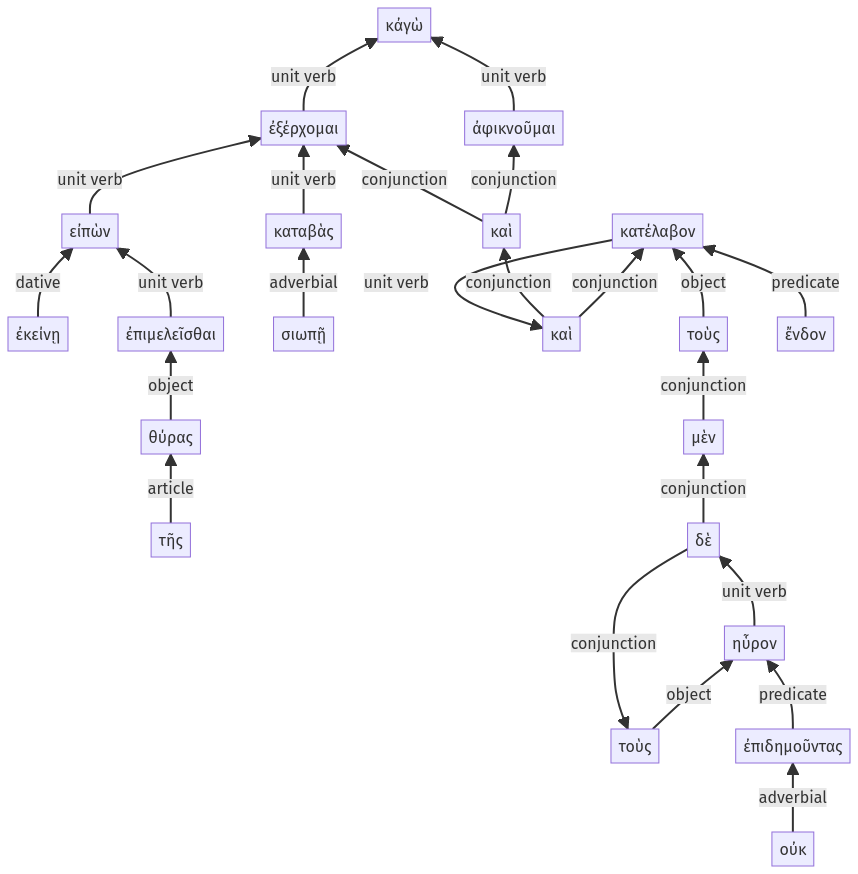 κἀγὼ
unit verb unit verb
ἐξέρχομαι ἀφικνοῦμαι
unit verb unit verb conjunction conjunction
εἰπὼν καταβὰς καὶ κατέλαβον
dative unit verb adverbial unit verb conjunction conjunction object predicate
ἐκείνῃ ἐπιμελεῖσθαι σιωπῇ καὶ τοὺς ἔνδον
object conjunction
θύρας μὲν
article conjunction
τῆς δὲ
unit verb
conjunction ηὗρον
object predicate
τοὺς ἐπιδημοῦντας
adverbial
οὐκ